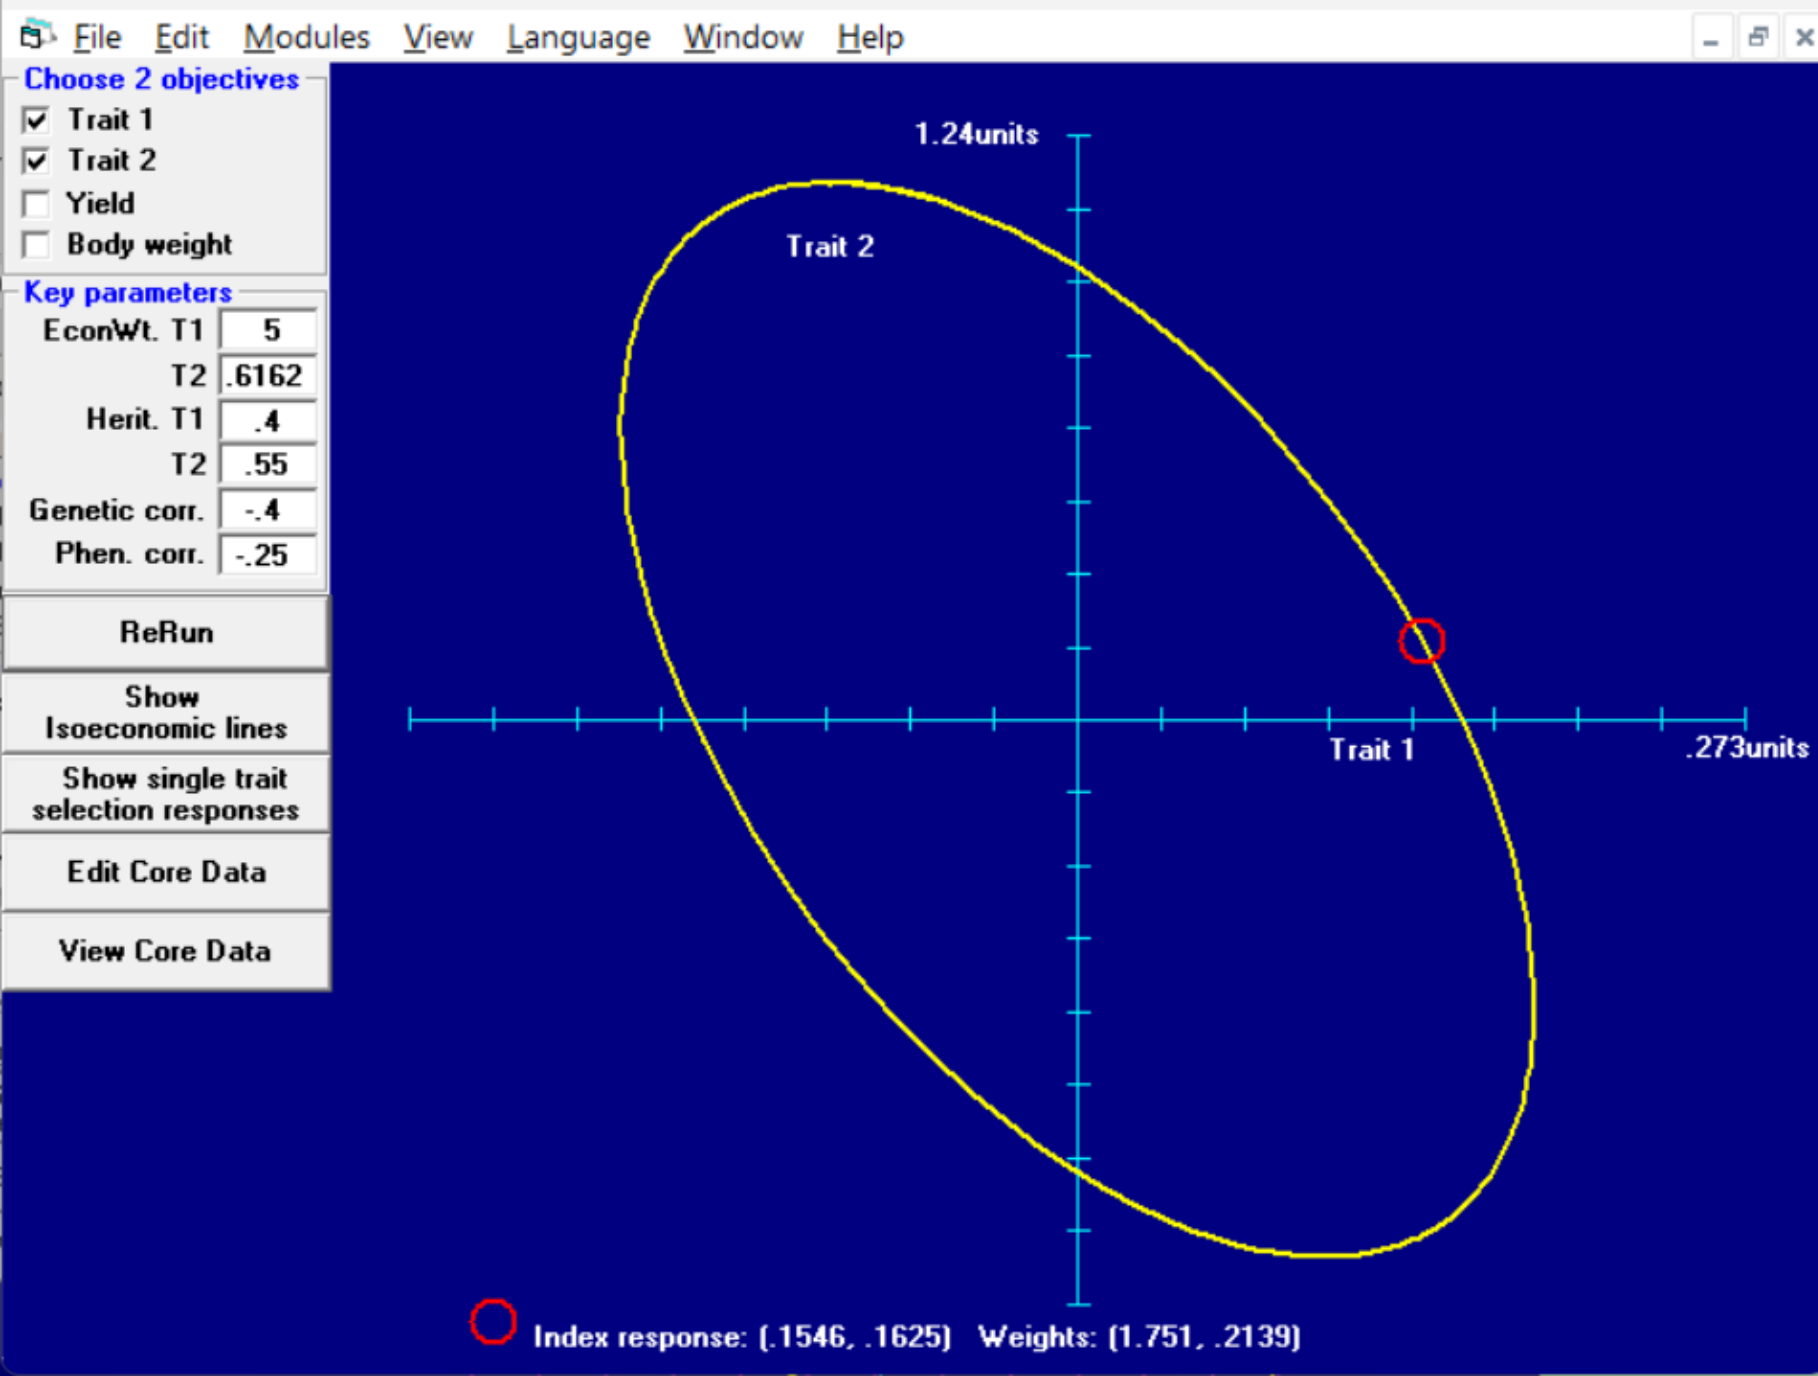 File Edit Modules View Language Window Help
Choose 2 objectives
Trait 1
Trait 2
Yield
Body weight
Key parameters
EconWt. T1 5
T2 .6162
Herit. T1 .4
T2 .55
Genetic corr. -.4
Phen. corr. -.25
ReRun
Show
Isoeconomic lines
Show single trait
selection responses
Edit Core Data
View Core Data
1.24units
Trait 2
Trait 1
.273units
Index response: (.1546, .1625) Weights: (1.751, .2139)